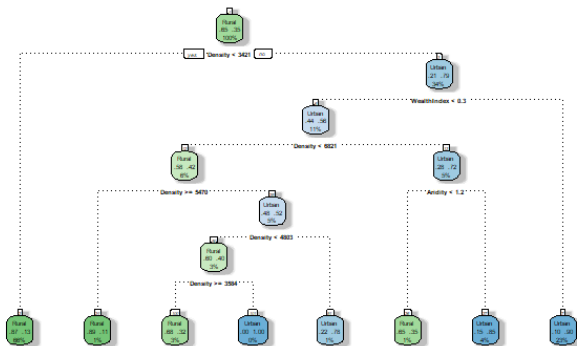 Rural
.65 .35
100%
yes
Density < 3421
no
Urban
.21 .79
34%
WealthIndex < 0.3
Urban
.44 .56
11%
Density < 6821
Rural
.58 .42
6%
Urban
.28 .72
5%
Density >= 5470
Aridity < 1.2
Urban
.48 .52
5%
Density < 4803
Rural
.60 .40
3%
Density >= 3584
Rural
.87 .13
66%
Rural
.89 .11
1%
Rural
.68 .32
3%
Urban
.00 1.00
0%
Urban
.22 .78
1%
Rural
.65 .35
1%
Urban
.15 .85
4%
Urban
.10 .90
23%